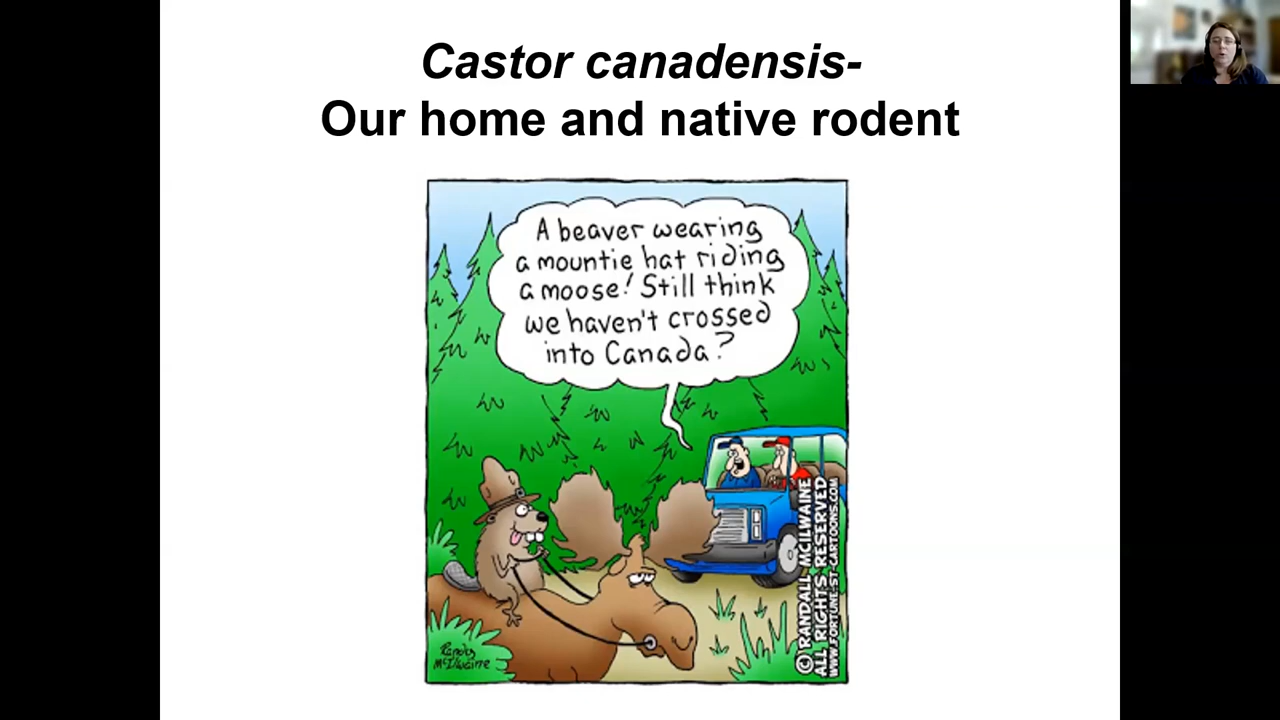 Castor canadensis-
Our home and native rodent
A beaver wearing
a mountie hat riding
a moose! Still think
we haven't crossed
into Canada?
© RANDALL MCILWAINE
ALL RIGHTS RESERVED
WWW.FORTUNE.ST-CARTOONS.COM
Randy
McIlwaine